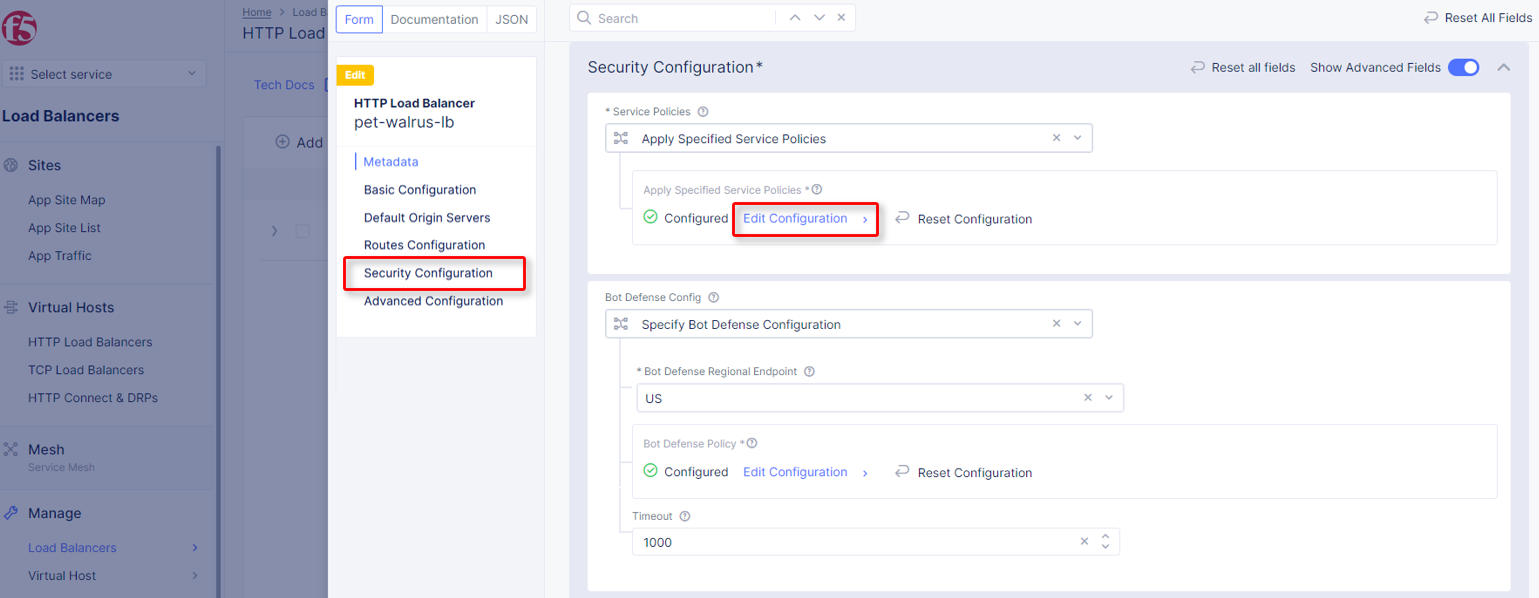 f5
Select service
Load Balancers
Sites
App Site Map
App Site List
App Traffic
Virtual Hosts
HTTP Load Balancers
TCP Load Balancers
HTTP Connect & DRPs
Mesh
Service Mesh
Manage
Load Balancers
Virtual Host
Home > Load B
HTTP Load
Tech Docs
Add
Form Documentation JSON
Edit
HTTP Load Balancer
pet-walrus-lb
Metadata
Basic Configuration
Default Origin Servers
Routes Configuration
Security Configuration
Advanced Configuration
Search
Reset All Fields
Security Configuration*
Reset all fields Show Advanced Fields
* Service Policies
Apply Specified Service Policies
Apply Specified Service Policies *
Configured Edit Configuration > Reset Configuration
Bot Defense Config
Specify Bot Defense Configuration
* Bot Defense Regional Endpoint
US
Bot Defense Policy *
Configured Edit Configuration > Reset Configuration
Timeout
1000